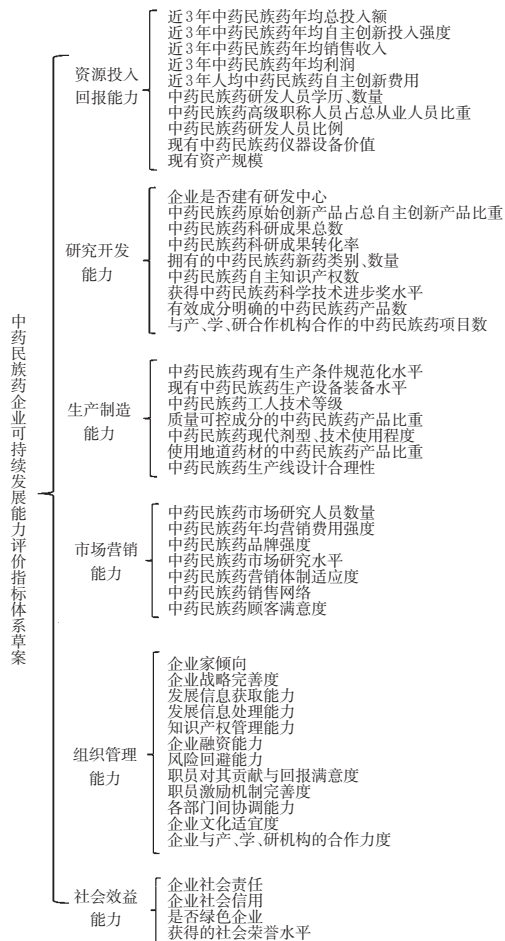 中药民族药企业可持续发展能力评价指标体系草案
资源投入
回报能力
近3年中药民族药年均总投入额
近3年中药民族药年均自主创新投入强度
近3年中药民族药年均销售收入
近3年中药民族药年均利润
近3年人均中药民族药自主创新费用
中药民族药研发人员学历、数量
中药民族药高级职称人员占总从业人员比重
中药民族药研发人员比例
现有中药民族药仪器设备价值
现有资产规模
研究开发
能力
企业是否建有研发中心
中药民族药原始创新产品占总自主创新产品比重
中药民族药科研成果总数
中药民族药科研成果转化率
拥有的中药民族药新药类别、数量
中药民族药自主知识产权数
获得中药民族药科学技术进步奖水平
有效成分明确的中药民族药产品数
与产、学、研合作机构合作的中药民族药项目数
生产制造
能力
中药民族药现有生产条件规范化水平
现有中药民族药生产设备装备水平
中药民族药工人技术等级
质量可控成分的中药民族药产品比重
中药民族药现代剂型、技术使用程度
使用地道药材的中药民族药产品比重
中药民族药生产线设计合理性
市场营销
能力
中药民族药市场研究人员数量
中药民族药年均营销费用强度
中药民族药品牌强度
中药民族药市场研究水平
中药民族药营销体制适应度
中药民族药销售网络
中药民族药顾客满意度
组织管理
能力
企业家倾向
企业战略完善度
发展信息获取能力
发展信息处理能力
知识产权管理能力
企业融资能力
风险回避能力
职员对其贡献与回报满意度
职员激励机制完善度
各部门间协调能力
企业文化适宜度
企业与产、学、研机构的合作力度
社会效益
能力
企业社会责任
企业社会信用
是否绿色企业
获得的社会荣誉水平